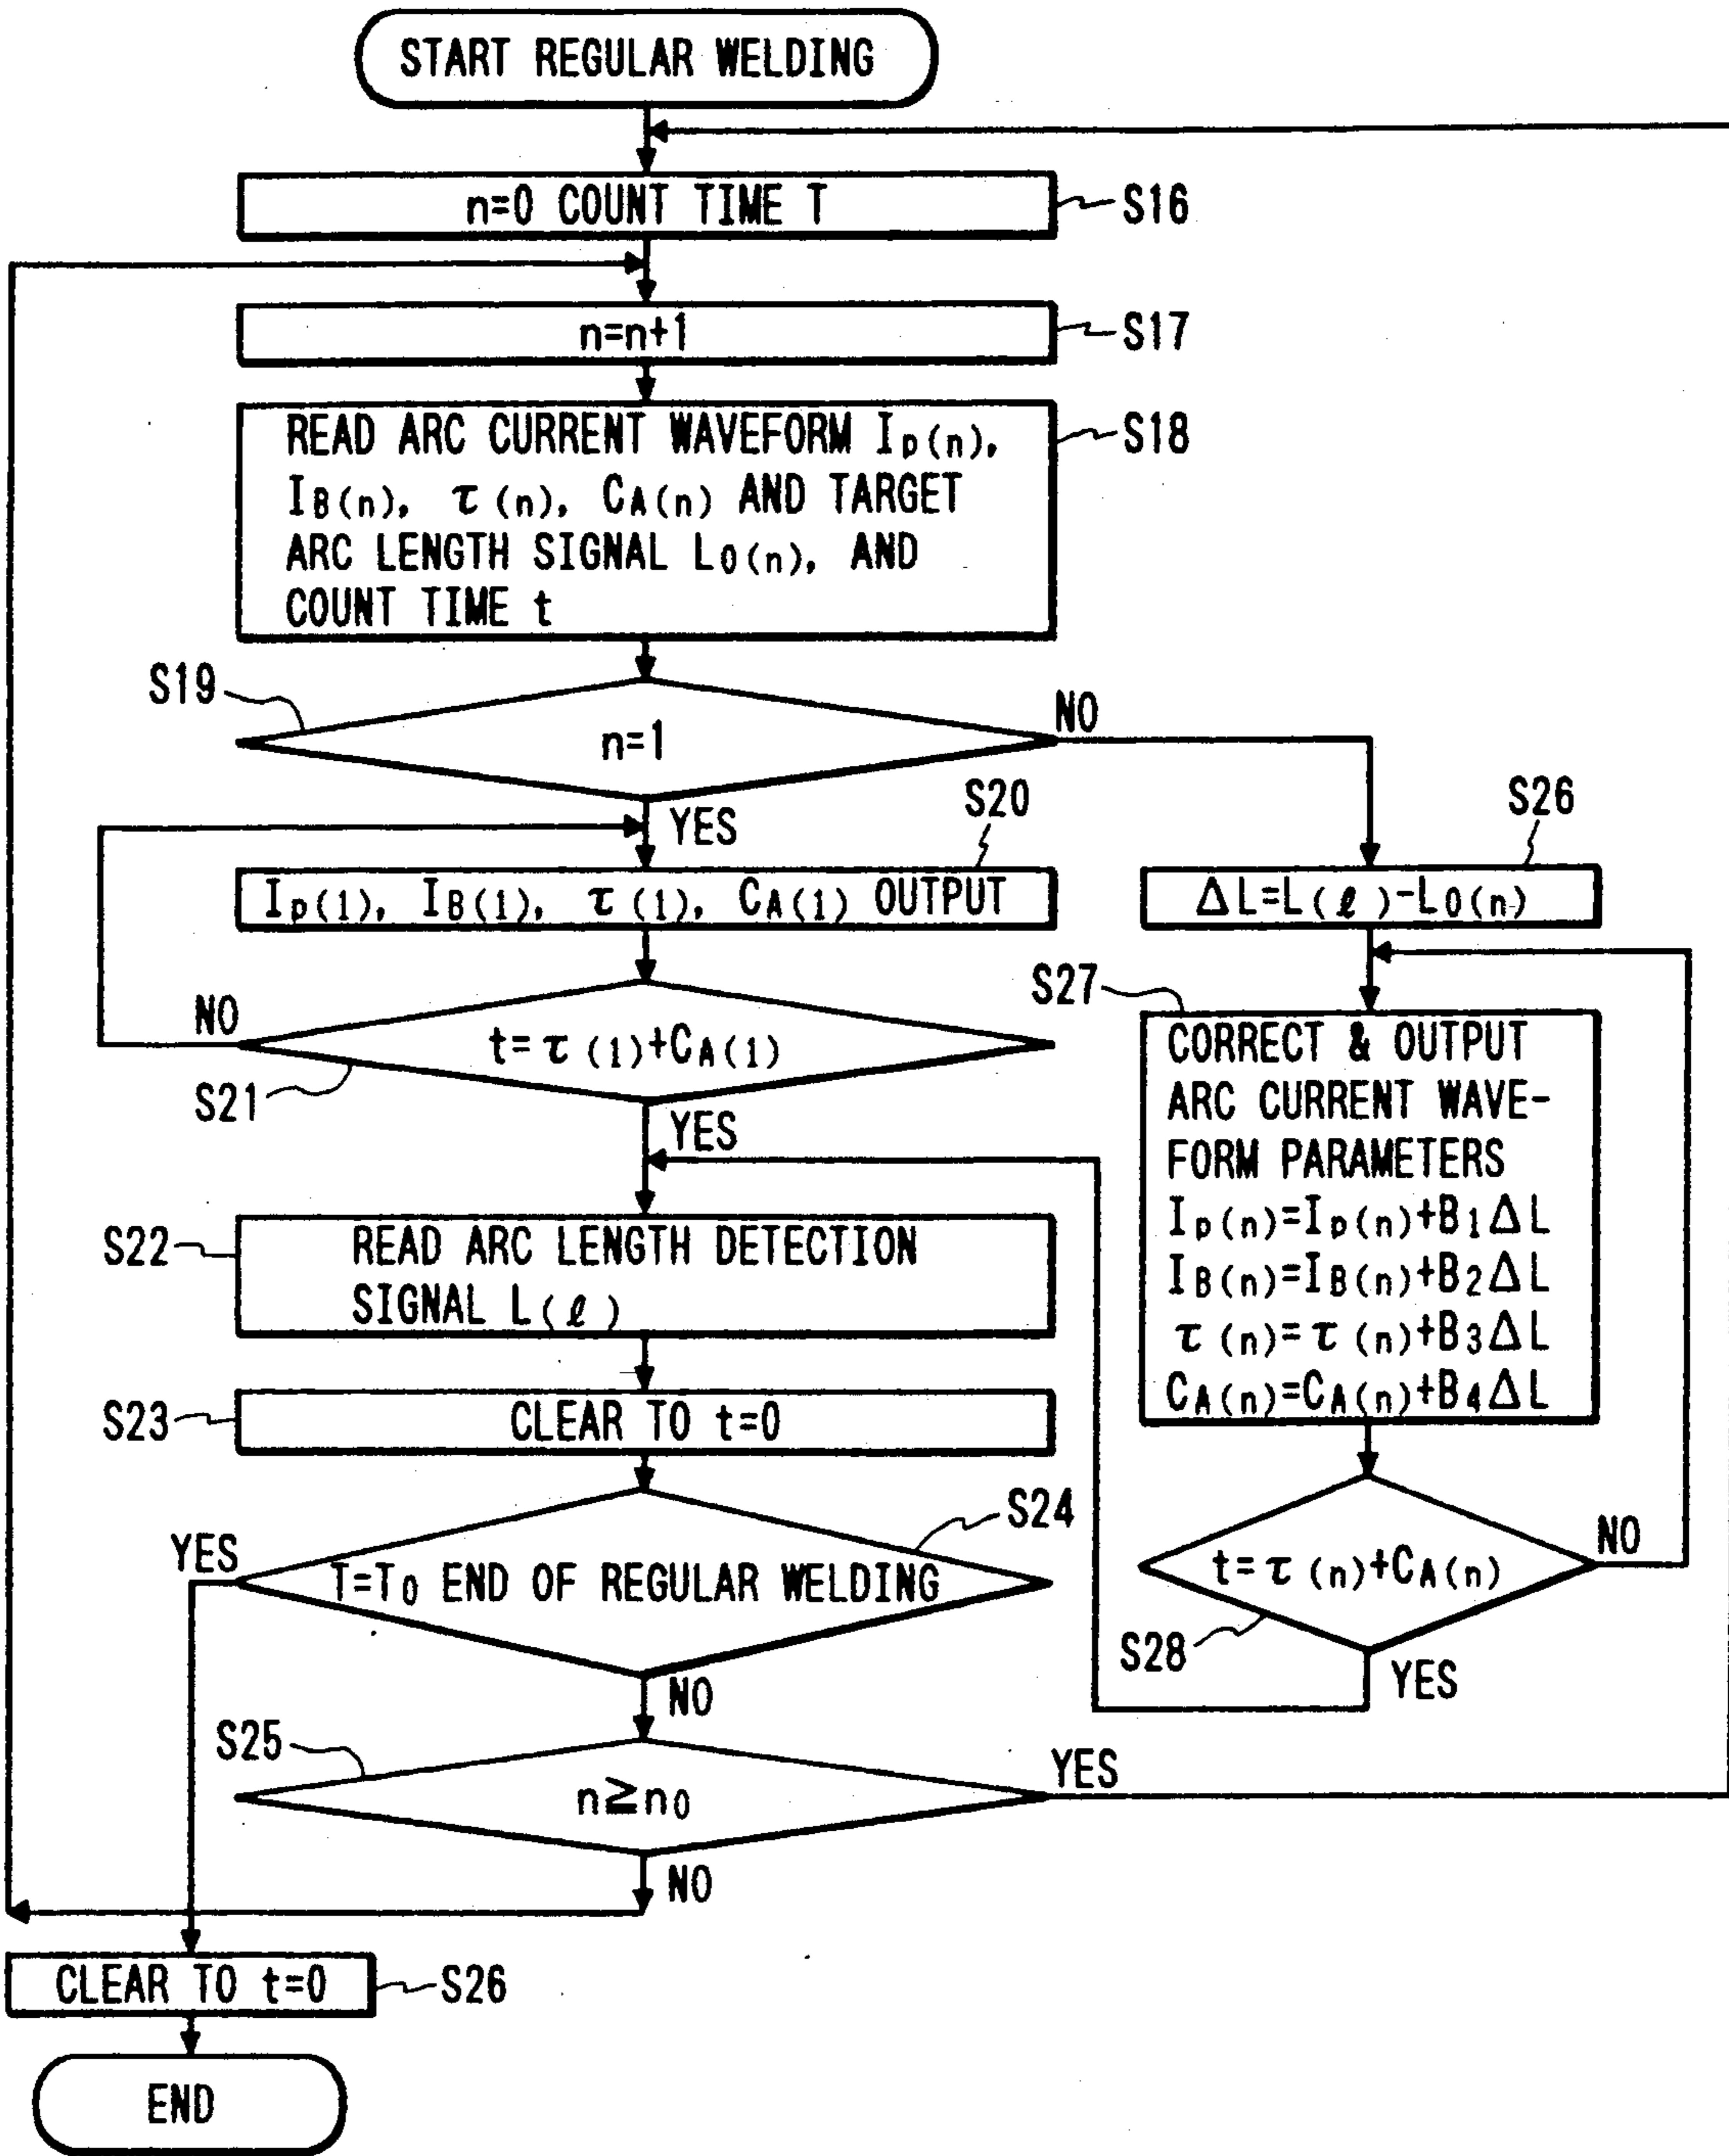 START REGULAR WELDING
n=0 COUNT TIME T
S16
n=n+1
S17
READ ARC CURRENT WAVEFORM Ip(n),
IB(n), τ(n), CA(n) AND TARGET
ARC LENGTH SIGNAL L0(n), AND
COUNT TIME t
S18
S19
n=1
NO
YES
S20
Ip(1), IB(1), τ(1), CA(1) OUTPUT
S26
ΔL=L(ℓ)-L0(n)
NO
t=τ(1)+CA(1)
S21
YES
S27
CORRECT & OUTPUT
ARC CURRENT WAVE-
FORM PARAMETERS
Ip(n)=Ip(n)+B1ΔL
IB(n)=IB(n)+B2ΔL
τ(n)=τ(n)+B3ΔL
CA(n)=CA(n)+B4ΔL
S22
READ ARC LENGTH DETECTION
SIGNAL L(ℓ)
S23
CLEAR TO t=0
S24
YES
T=T0 END OF REGULAR WELDING
NO
t=τ(n)+CA(n)
NO
S28
YES
S25
n≧n0
YES
NO
CLEAR TO t=0
S26
END